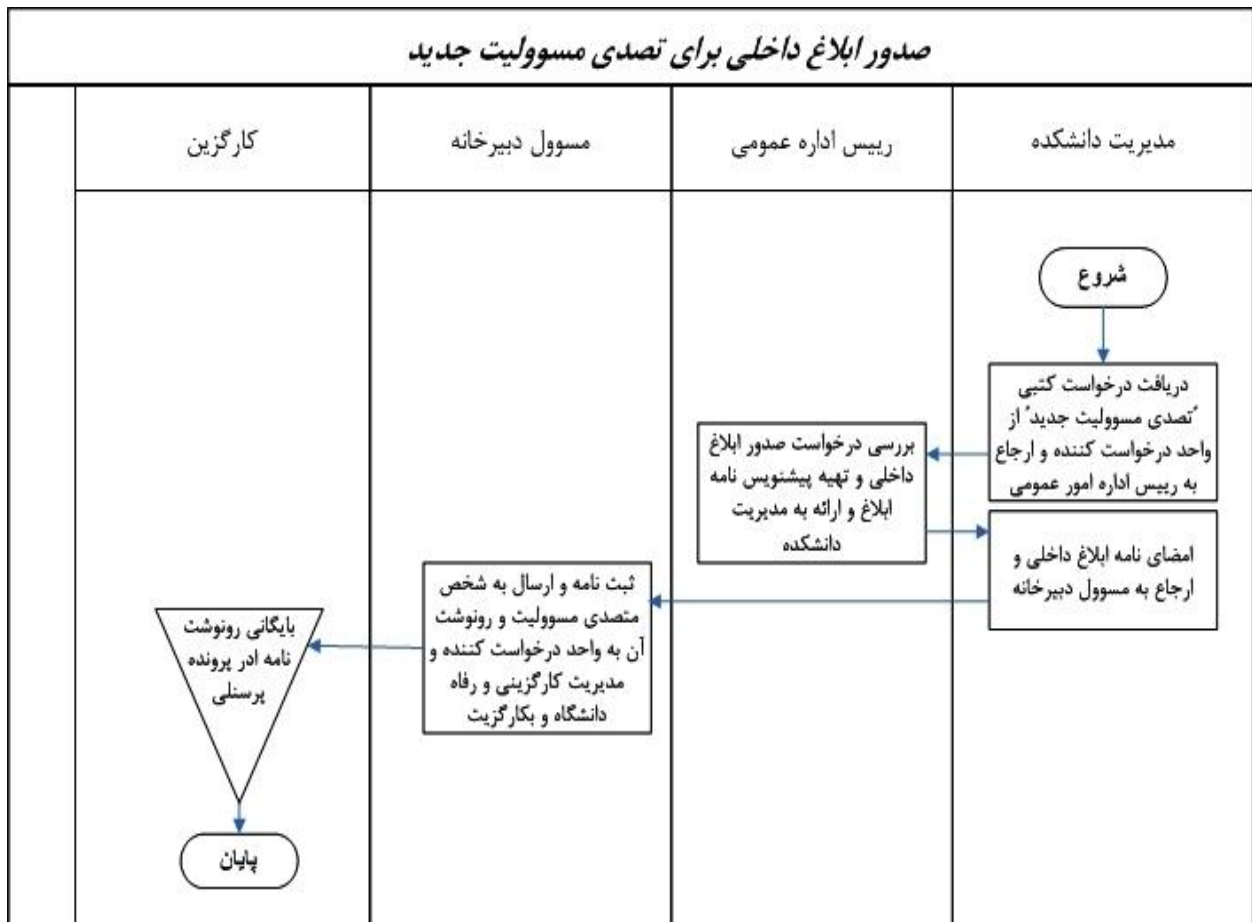 صدور ابلاغ داخلی برای تصدی مسوولیت جدید
مدیریت دانشکده
رییس اداره عمومی
مسوول دبیرخانه
کارگزین
شروع
دریافت درخواست کتبی
‘تصدی مسوولیت جدید’ از
واحد درخواست کننده و ارجاع
به رییس اداره امور عمومی
بررسی درخواست صدور ابلاغ
داخلی و تهیه پیشنویس نامه
ابلاغ و ارائه به مدیریت
دانشکده
امضای نامه ابلاغ داخلی و
ارجاع به مسوول دبیرخانه
ثبت نامه و ارسال به شخص
متصدی مسوولیت و رونوشت
آن به واحد درخواست کننده و
مدیریت کارگزینی و رفاه
دانشگاه و بکارگزیت
بایگانی رونوشت
نامه ادر پرونده
پرسنلی
پایان